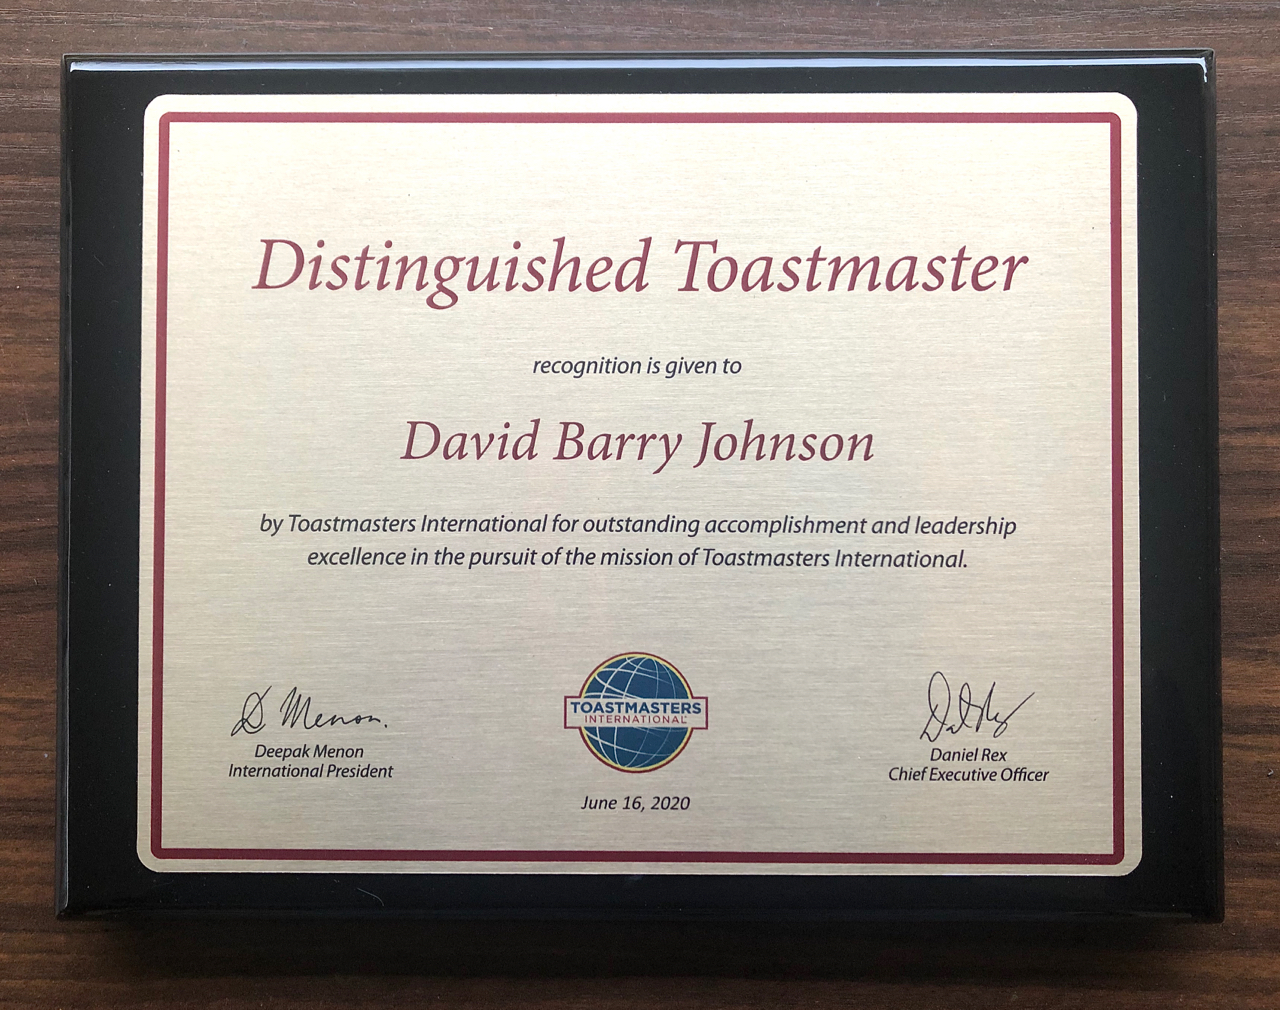 Distinguished Toastmaster
recognition is given to
David Barry Johnson
by Toastmasters International for outstanding accomplishment and leadership
excellence in the pursuit of the mission of Toastmasters International.
D Menon.
Deepak Menon
International President
TOASTMASTERS
INTERNATIONAL
June 16, 2020
Daniel Rex
Chief Executive Officer